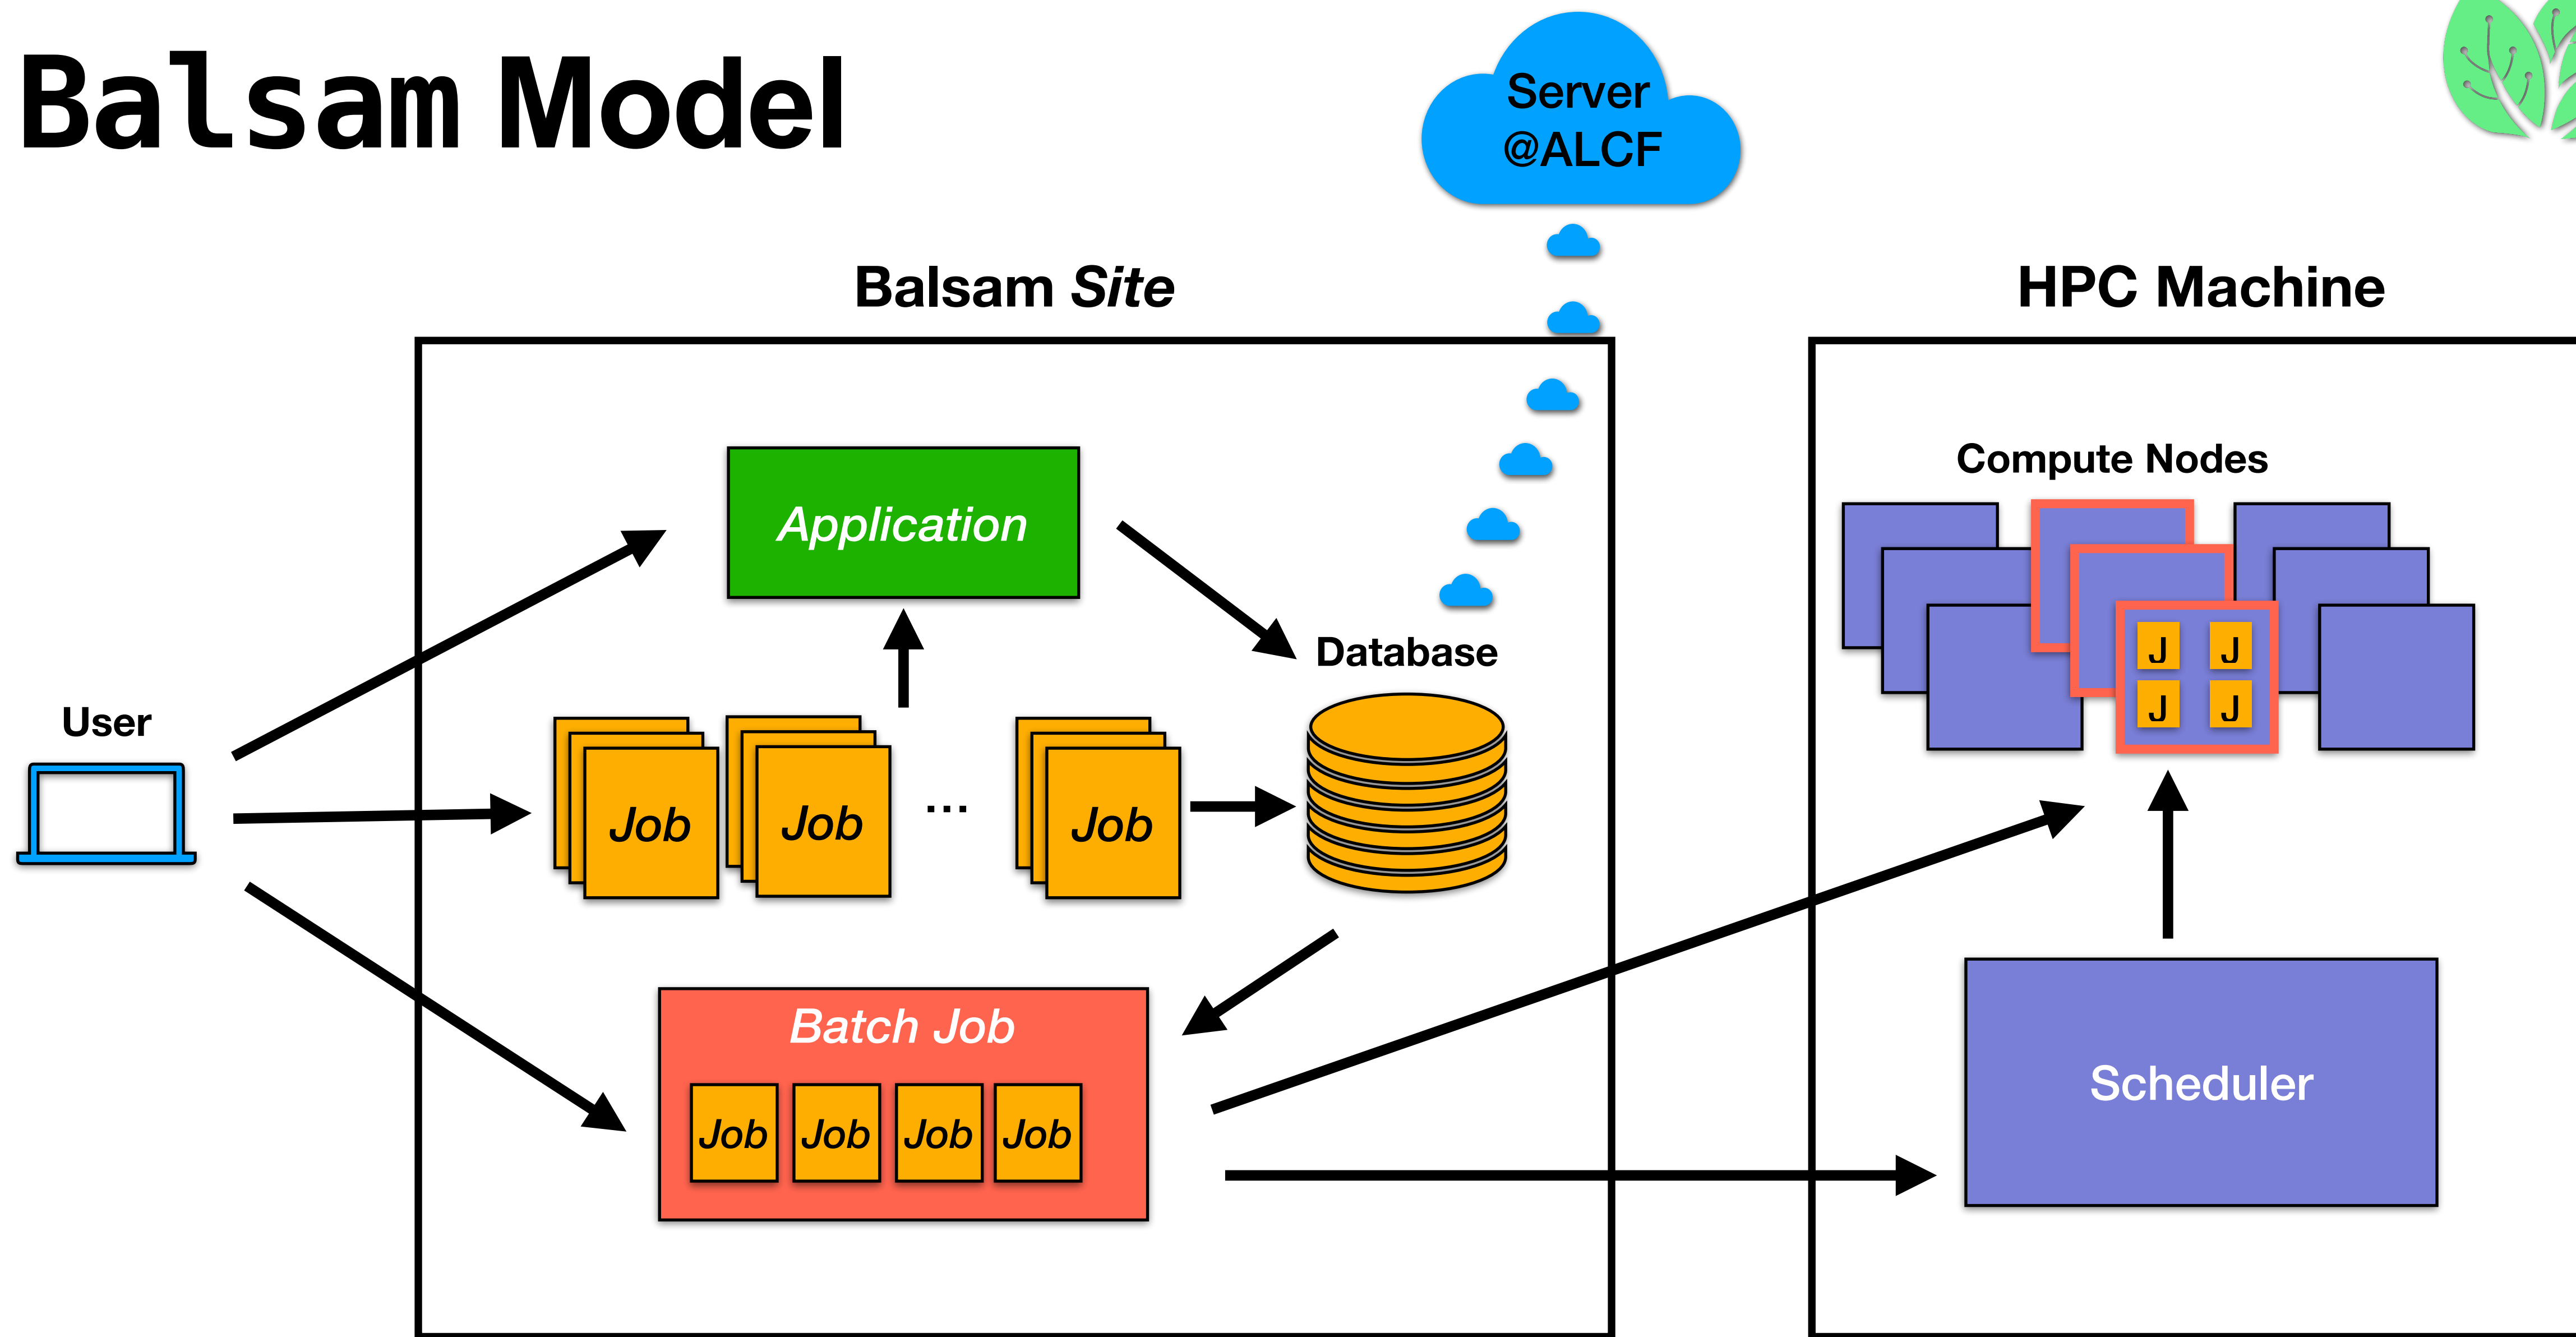 Balsam Model
Server
@ALCF
Balsam Site
HPC Machine
Application
Compute Nodes
Database
J J
J J
User
Job
Job
...
Job
Batch Job
Job Job Job Job
Scheduler